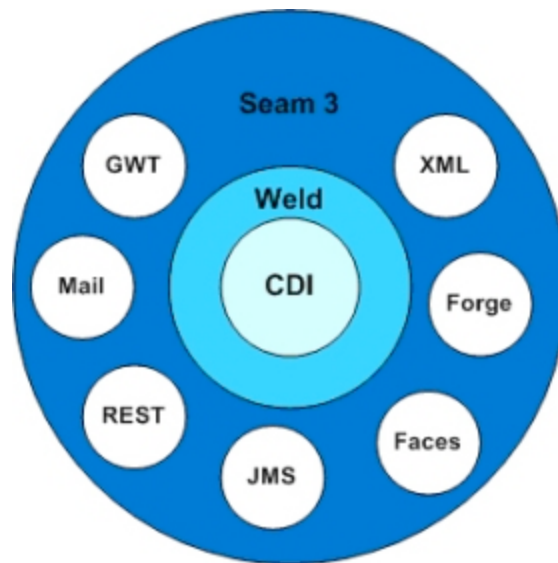 Seam 3
GWT
XML
Weld
CDI
Mail
Forge
REST
Faces
JMS